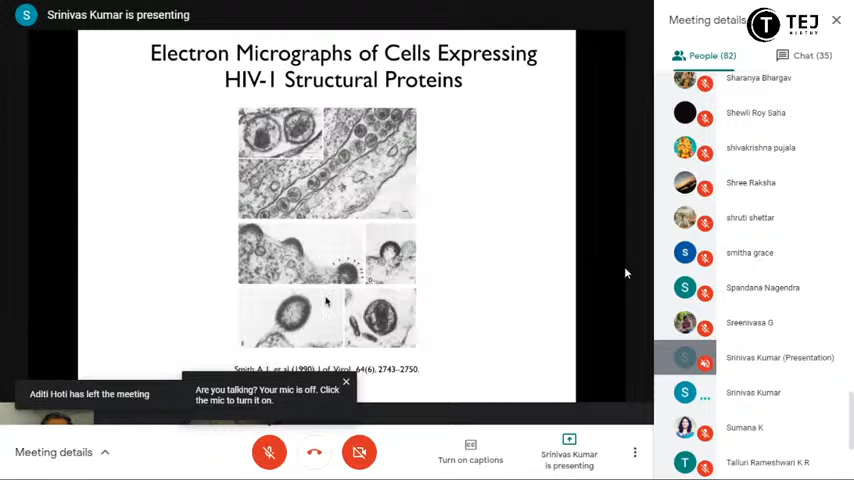 S
Srinivas Kumar is presenting
Electron Micrographs of Cells Expressing
HIV-1 Structural Proteins
Smith A. J., et al (1990) J. of Virol. 64(6), 2743–2750.
Aditi Hoti has left the meeting
Are you talking? Your mic is off. Click
the mic to turn it on.
Meeting details
CC
Turn on captions
Srinivas Kumar
is presenting
Meeting details
T TEJ
People (82)
Chat (35)
Sharanya Bhargav
Shewli Roy Saha
shivakrishna pujala
Shree Raksha
shruti shettar
S smitha grace
S Spandana Nagendra
Sreenivasa G
S Srinivas Kumar (Presentation)
S Srinivas Kumar
Sumana K
T Talluri Rameshwari K R